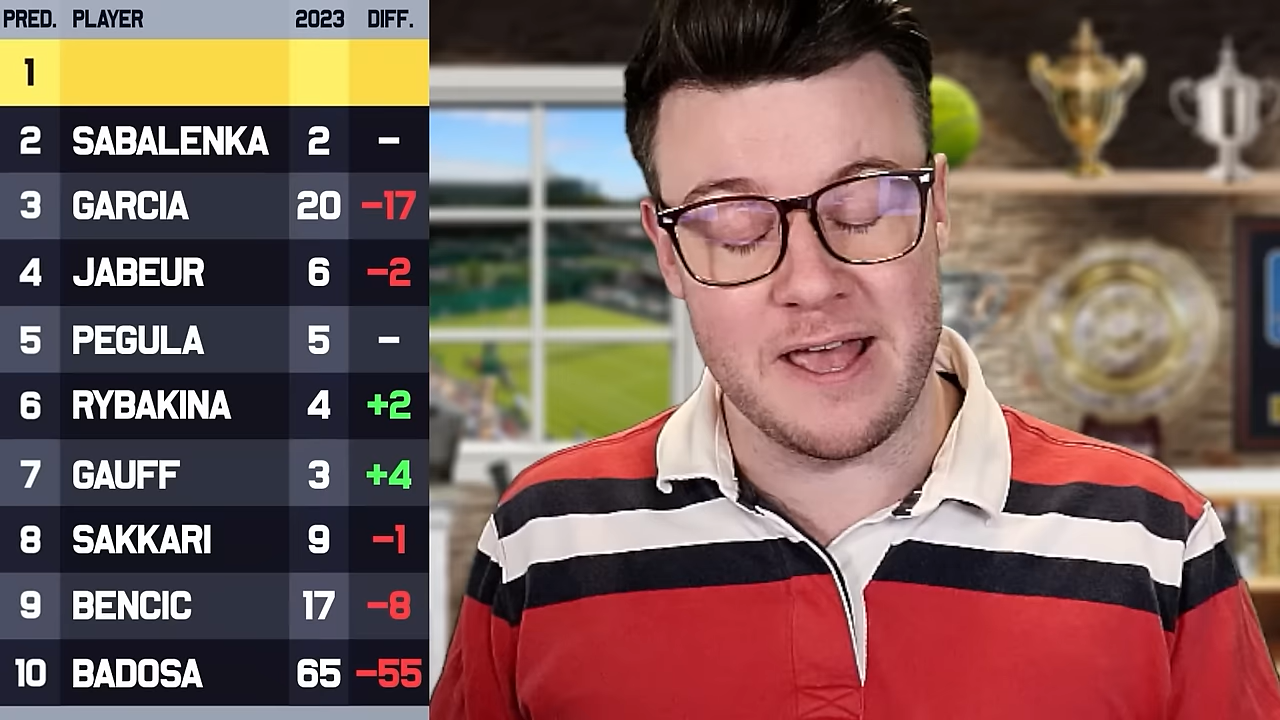 PRED. PLAYER 2023 DIFF.
1
2 SABALENKA 2 –
3 GARCIA 20 –17
4 JABEUR 6 –2
5 PEGULA 5 –
6 RYBAKINA 4 +2
7 GAUFF 3 +4
8 SAKKARI 9 –1
9 BENCIC 17 –8
10 BADOSA 65 –55